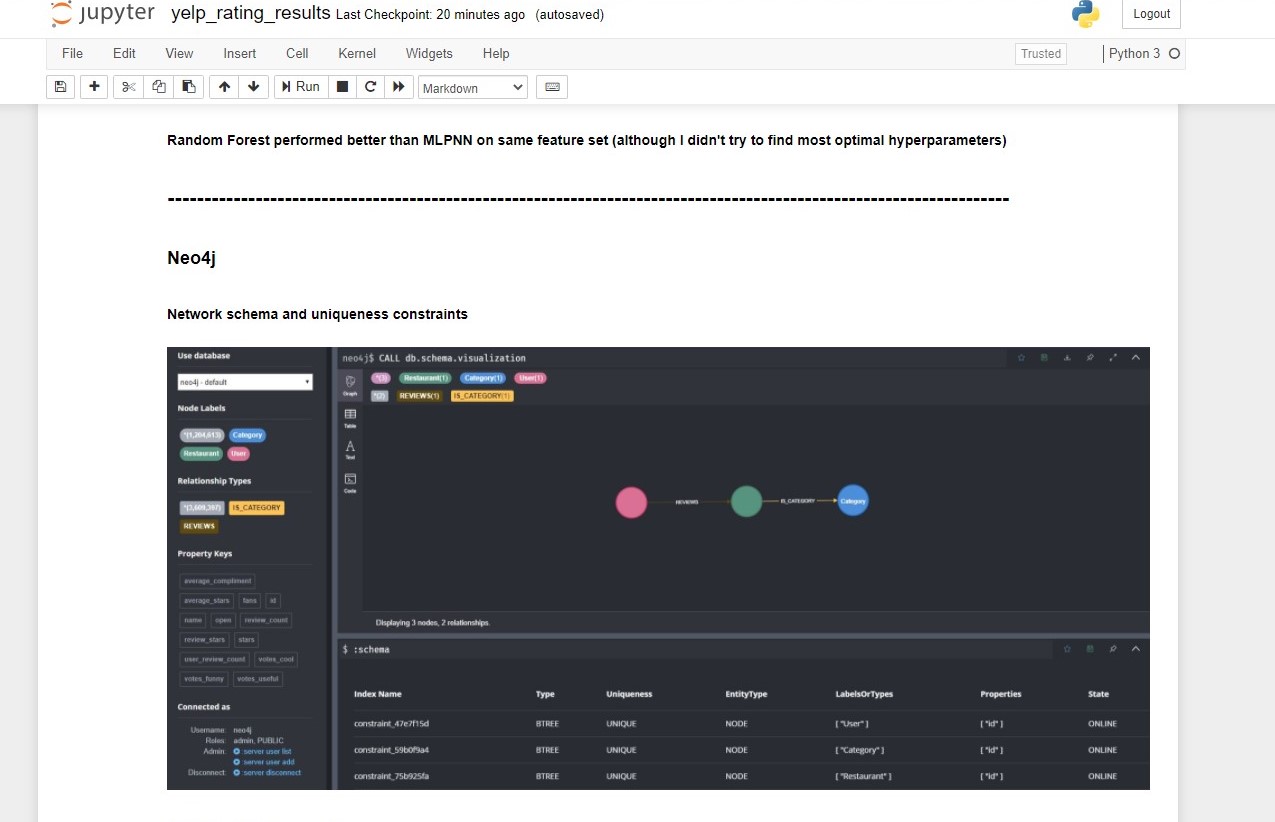 jupyter yelp_rating_results Last Checkpoint: 20 minutes ago (autosaved)
Logout
File Edit View Insert Cell Kernel Widgets Help
Trusted
Python 3
Run
Markdown
Random Forest performed better than MLPNN on same feature set (although I didn't try to find most optimal hyperparameters)
Neo4j
Network schema and uniqueness constraints
Use database
neo4j - default
Node Labels
*(1,204,613) Category
Restaurant User
Relationship Types
*(3,600,397) IS_CATEGORY
REVIEWS
Property Keys
average_compliment
average_stars fans id
name open review_count
review_stars stars
user_review_count votes_cool
votes_funny votes_useful
Connected as
Username: neo4j
Roles: admin, PUBLIC
Admin: server user list
server user add
Disconnect: server disconnect
neo4j$ CALL db.schema.visualization
Graph
Table
Text
Code
*(3) Restaurant(1) Category(1) User(1)
*(2) REVIEWS(1) IS_CATEGORY(1)
REVIEWS IS_CATEGORY Category
Displaying 3 nodes, 2 relationships.
$ :schema
Index Name Type Uniqueness EntityType LabelsOrTypes Properties State
constraint_47e7f15d BTREE UNIQUE NODE [ "User" ] [ "id" ] ONLINE
constraint_59b0f9a4 BTREE UNIQUE NODE [ "Category" ] [ "id" ] ONLINE
constraint_75b925fa BTREE UNIQUE NODE [ "Restaurant" ] [ "id" ] ONLINE